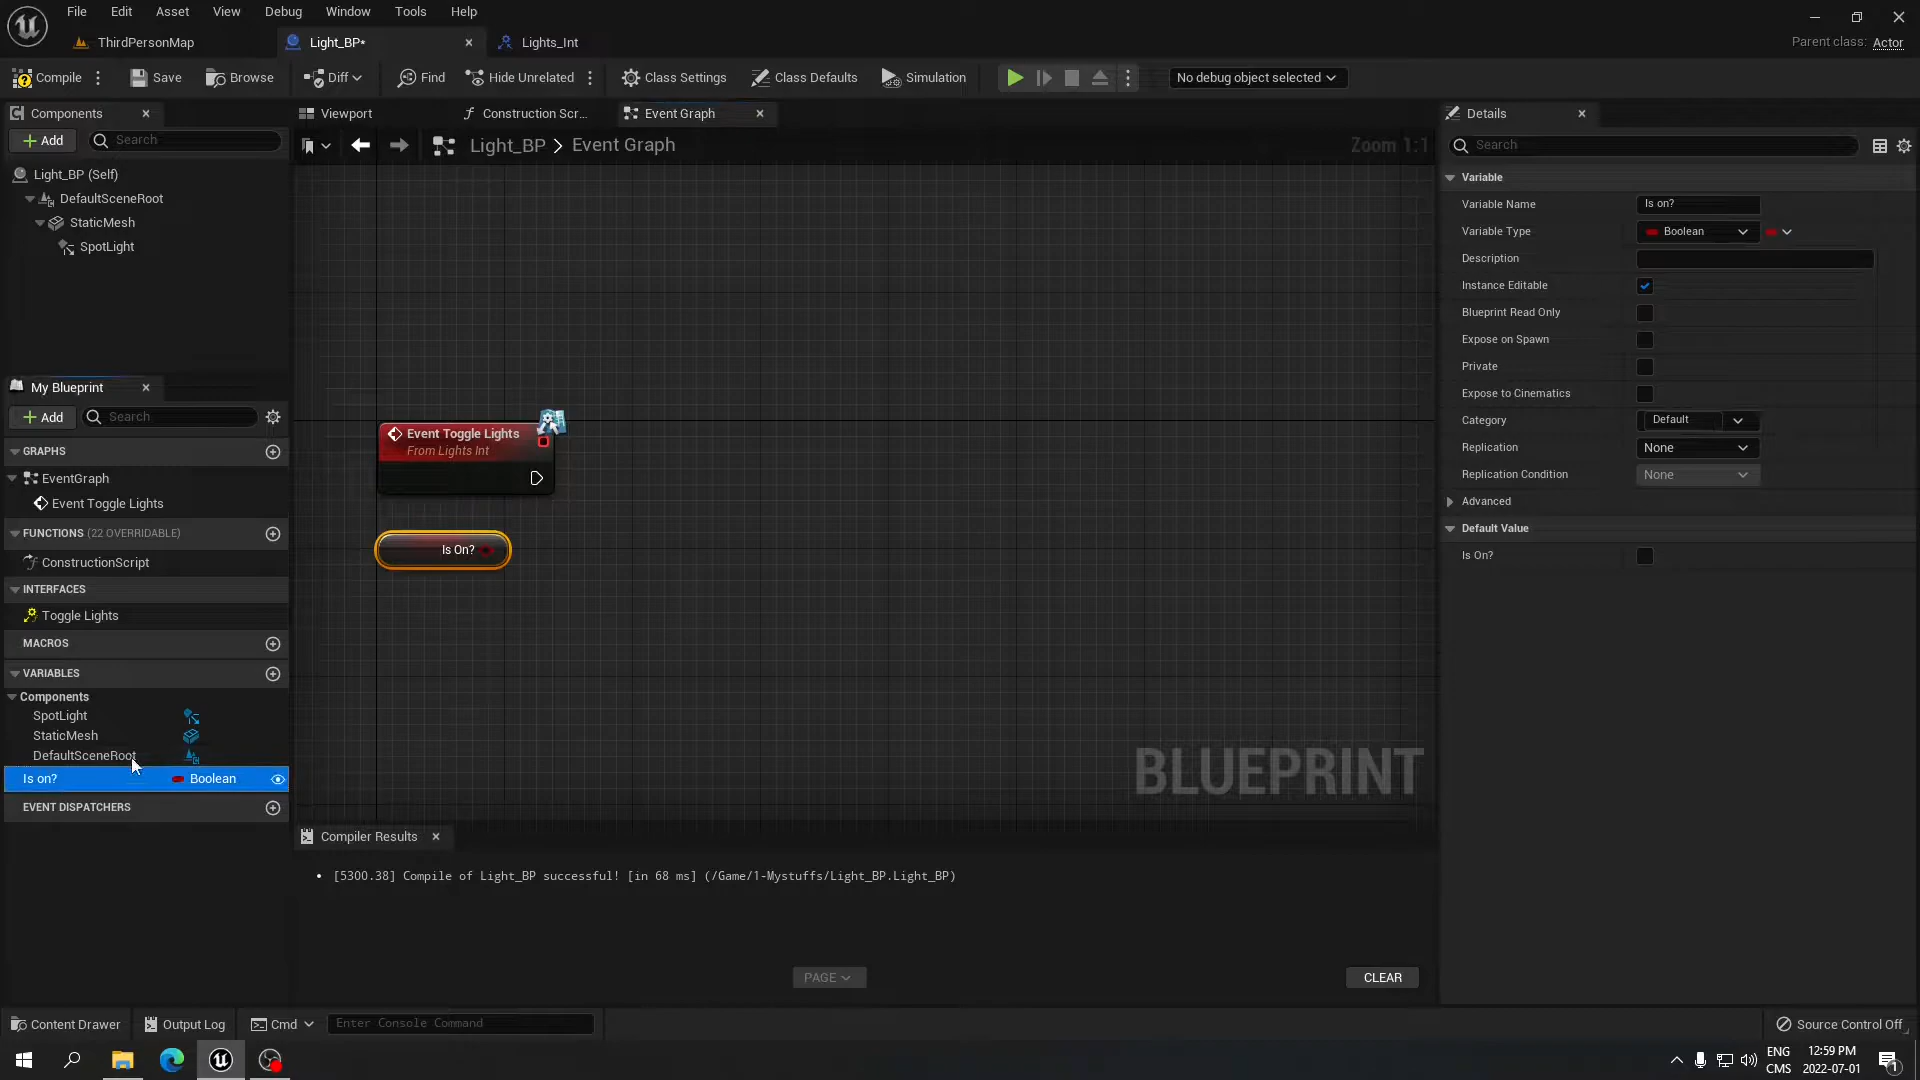 File Edit Asset View Debug Window Tools Help
ThirdPersonMap
Light_BP*
Lights_Int
Parent class: Actor
Compile
Save
Browse
Diff
Find
Hide Unrelated
Class Settings
Class Defaults
Simulation
No debug object selected
Components
Add
Search
Light_BP (Self)
DefaultSceneRoot
StaticMesh
SpotLight
My Blueprint
Add
Search
GRAPHS
EventGraph
Event Toggle Lights
FUNCTIONS (22 OVERRIDABLE)
ConstructionScript
INTERFACES
Toggle Lights
MACROS
VARIABLES
Components
SpotLight
StaticMesh
DefaultSceneRoot
Is on? Boolean
EVENT DISPATCHERS
Viewport
Construction Scr...
Event Graph
Light_BP > Event Graph
Zoom 1:1
Event Toggle Lights
From Lights Int
Is On?
BLUEPRINT
Compiler Results
• [5300.38] Compile of Light_BP successful! [in 68 ms] (/Game/1-Mystuffs/Light_BP.Light_BP)
PAGE
CLEAR
Details
Search
Variable
Variable Name Is on?
Variable Type Boolean
Description
Instance Editable
Blueprint Read Only
Expose on Spawn
Private
Expose to Cinematics
Category Default
Replication None
Replication Condition None
Advanced
Default Value
Is On?
Content Drawer
Output Log
Cmd
Enter Console Command
Source Control Off
ENG
CMS
12:59 PM
2022-07-01
1